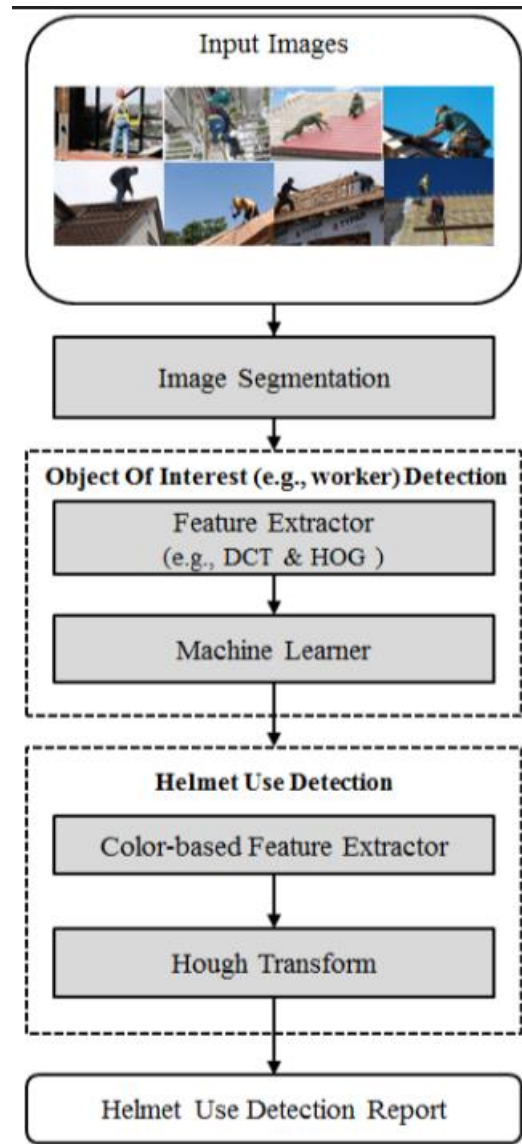 Input Images
Image Segmentation
Object Of Interest (e.g., worker) Detection
Feature Extractor
(e.g., DCT & HOG )
Machine Learner
Helmet Use Detection
Color-based Feature Extractor
Hough Transform
Helmet Use Detection Report